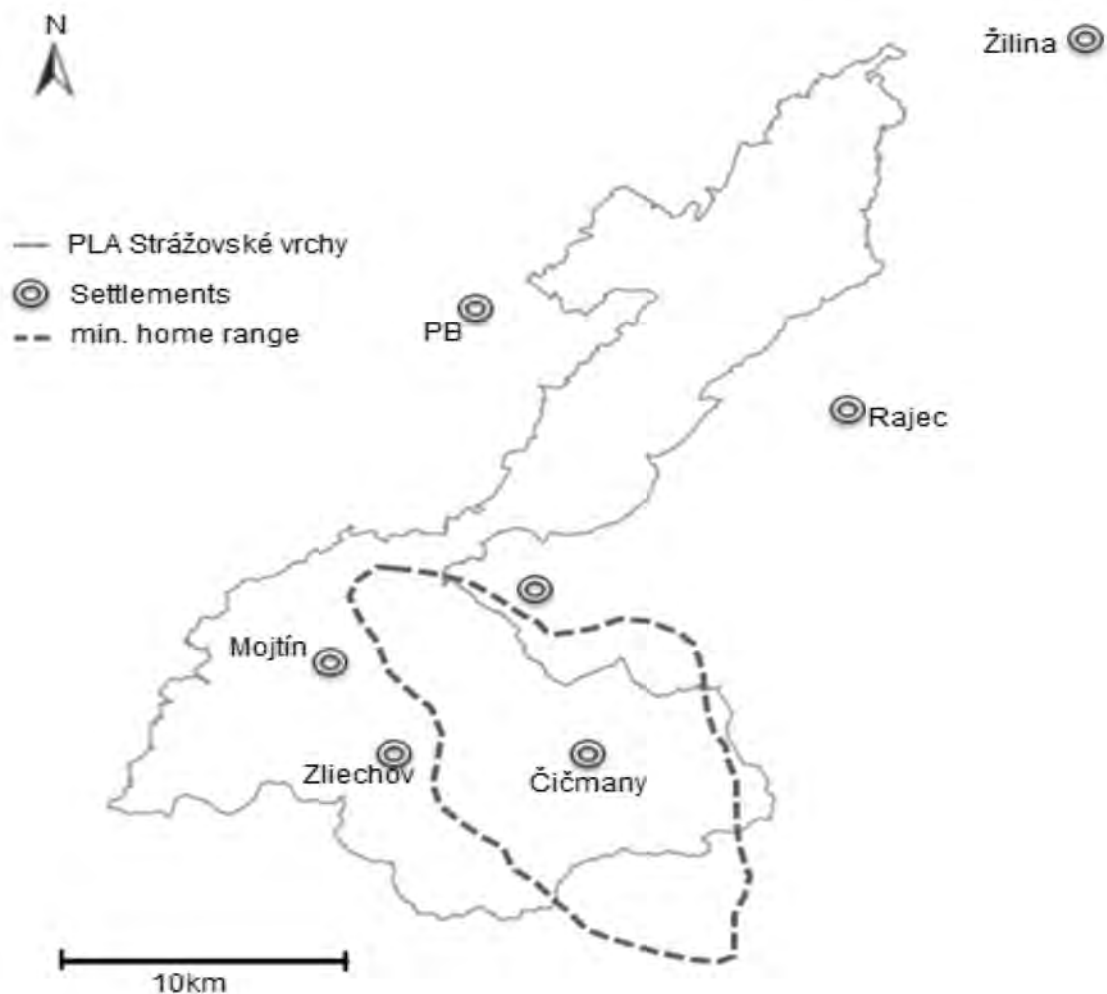 N
Žilina
PLA Strážovské vrchy
Settlements
min. home range
PB
Rajec
Mojtín
Zliechov
Čičmany
10km